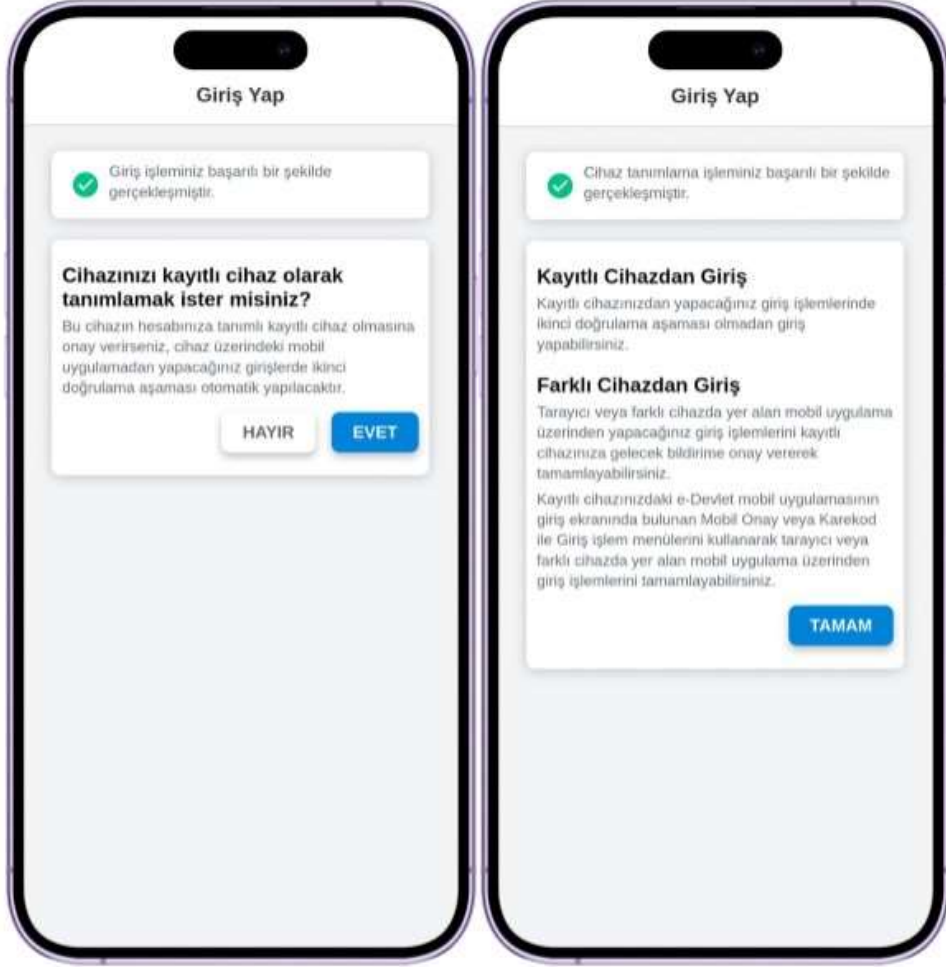 Giriş Yap
Giriş işleminiz başarılı bir şekilde
gerçekleşmiştir.
Cihazınızı kayıtlı cihaz olarak
tanımlamak ister misiniz?
Bu cihazın hesabınıza tanımlı kayıtlı cihaz olmasına
onay verirseniz, cihaz üzerindeki mobil
uygulamadan yapacağınız girişlerde ikinci
doğrulama aşaması otomatik yapılacaktır.
HAYIR
EVET
Giriş Yap
Cihaz tanımlama işleminiz başarılı bir şekilde
gerçekleşmiştir.
Kayıtlı Cihazdan Giriş
Kayıtlı cihazınızdan yapacağınız giriş işlemlerinde
ikinci doğrulama aşaması olmadan giriş
yapabilirsiniz.
Farklı Cihazdan Giriş
Tarayıcı veya farklı cihazda yer alan mobil uygulama
üzerinden yapacağınız giriş işlemlerini kayıtlı
cihazınıza gelecek bildirime onay vererek
tamamlayabilirsiniz.
Kayıtlı cihazınızdaki e-Devlet mobil uygulamasının
giriş ekranında bulunan Mobil Onay veya Karekod
ile Giriş işlem menülerini kullanarak tarayıcı veya
farklı cihazda yer alan mobil uygulama üzerinden
giriş işlemlerini tamamlayabilirsiniz.
TAMAM